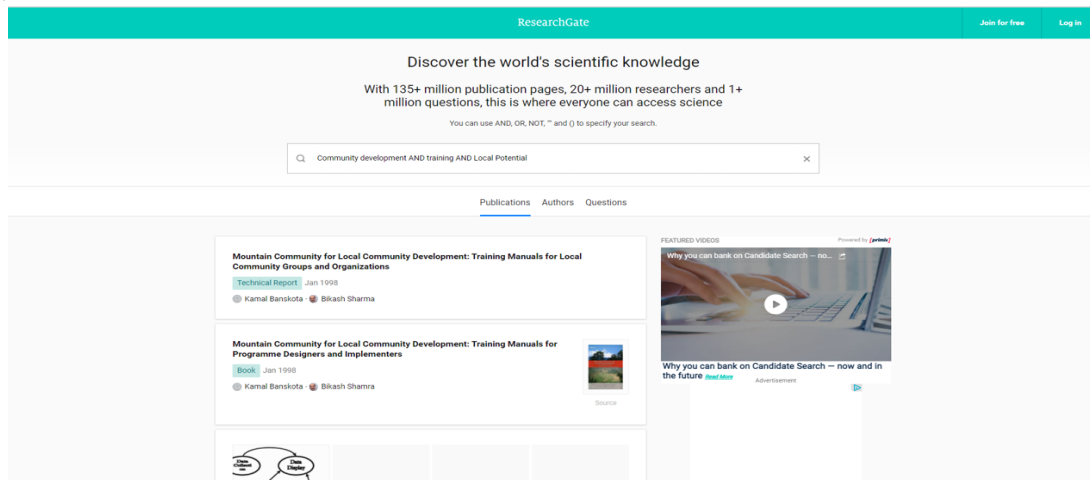 ResearchGate
Join for free
Log in
Discover the world's scientific knowledge
With 135+ million publication pages, 20+ million researchers and 1+
million questions, this is where everyone can access science
You can use AND, OR, NOT, "" and () to specify your search.
Community development AND training AND Local Potential
Publications Authors Questions
Mountain Community for Local Community Development: Training Manuals for Local
Community Groups and Organizations
Technical Report Jan 1998
Kamal Banskota · Bikash Sharma
Mountain Community for Local Community Development: Training Manuals for
Programme Designers and Implementers
Book Jan 1998
Kamal Banskota · Bikash Shamra
Source
Data
Display
FEATURED VIDEOS
Powered by [primis]
Why you can bank on Candidate Search — no...
Why you can bank on Candidate Search — now and in
the future Read More
Advertisement